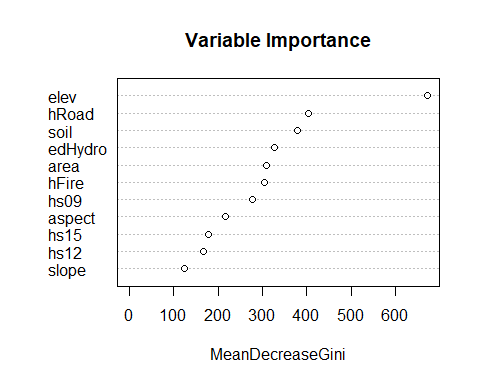 Variable Importance
elev
hRoad
soil
edHydro
area
hFire
hs09
aspect
hs15
hs12
slope
0 100 200 300 400 500 600
MeanDecreaseGini